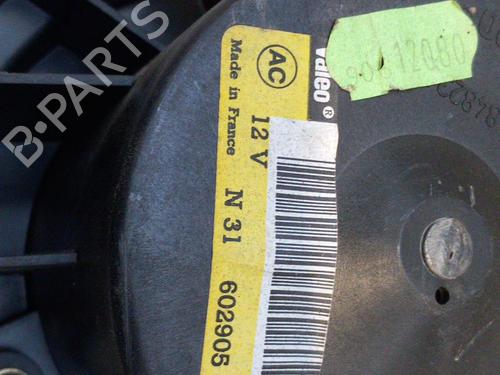 B-PARTS
valeo®
AC
12 V
Made in France
N 31
602905